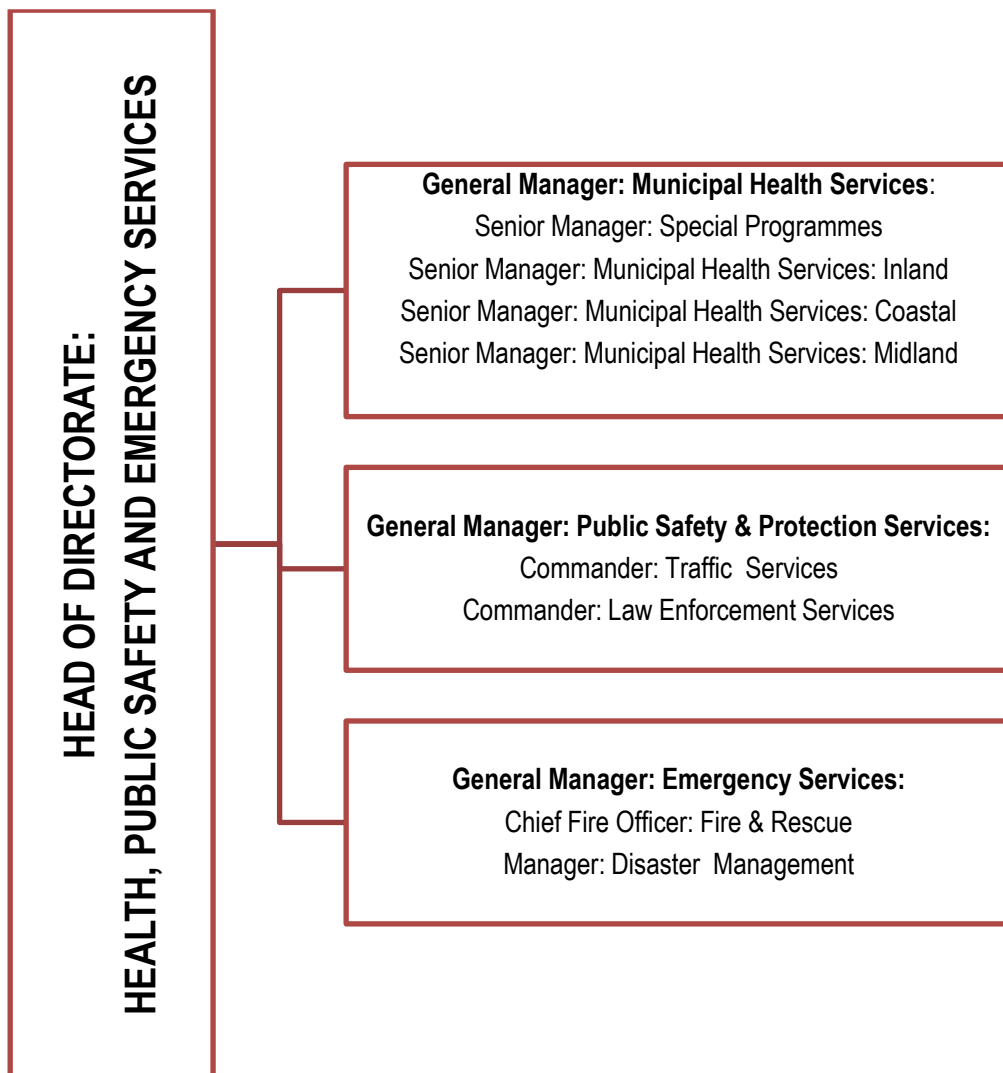 HEAD OF DIRECTORATE:
HEALTH, PUBLIC SAFETY AND EMERGENCY SERVICES
General Manager: Municipal Health Services:
Senior Manager: Special Programmes
Senior Manager: Municipal Health Services: Inland
Senior Manager: Municipal Health Services: Coastal
Senior Manager: Municipal Health Services: Midland
General Manager: Public Safety & Protection Services:
Commander: Traffic  Services
Commander: Law Enforcement Services
General Manager: Emergency Services:
Chief Fire Officer: Fire & Rescue
Manager: Disaster  Management